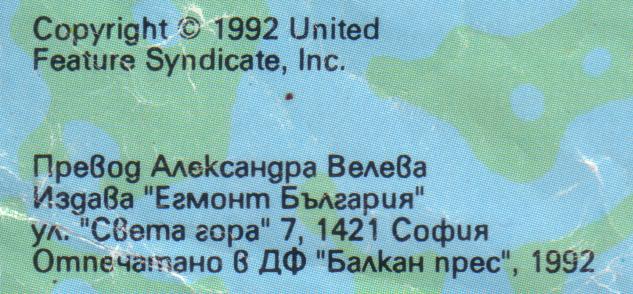 Copyright © 1992 United
Feature Syndicate, Inc.
Превод Александра Велева
Издава "Егмонт България"
ул. "Света гора" 7, 1421 София
Отпечатано в ДФ "Балкан прес", 1992